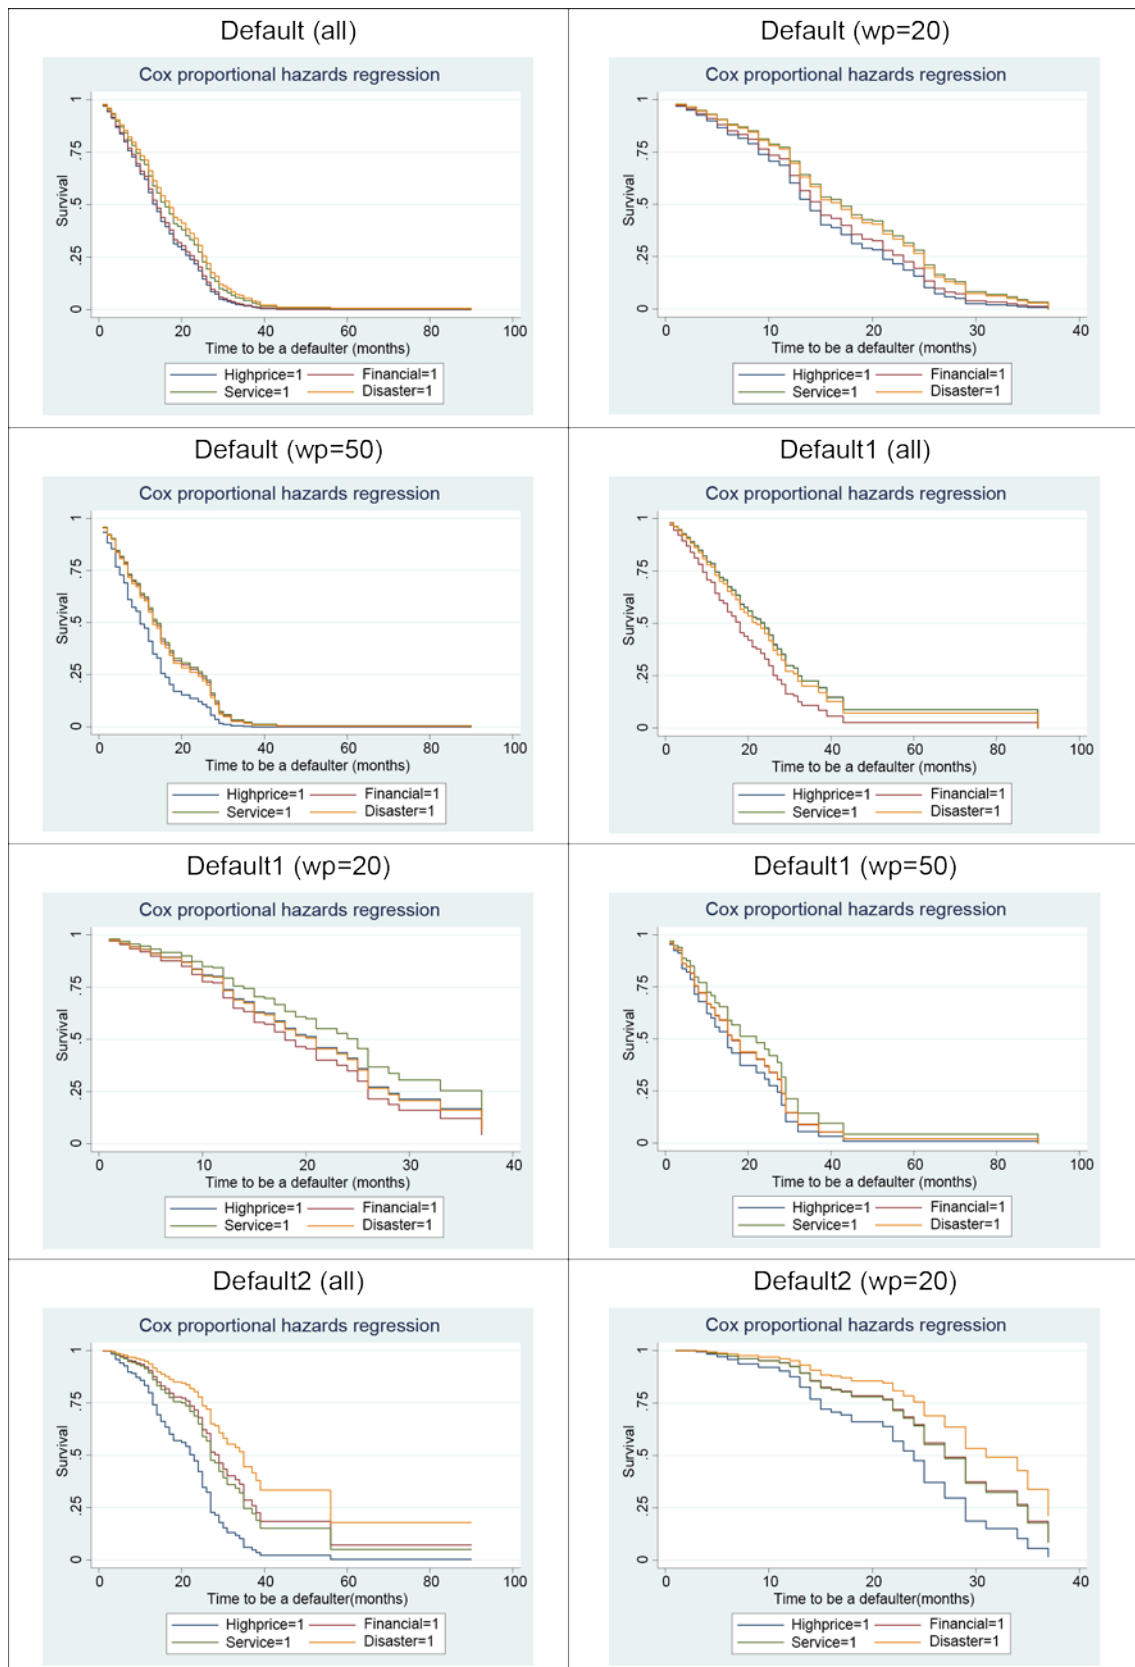 Default (all)
Cox proportional hazards regression
Survival
1
.75
.5
.25
0
0 20 40 60 80 100
Time to be a defaulter (months)
Highprice=1 Financial=1
Service=1 Disaster=1
Default (wp=20)
Cox proportional hazards regression
Survival
1
.75
.5
.25
0
0 10 20 30 40
Time to be a defaulter (months)
Highprice=1 Financial=1
Service=1 Disaster=1
Default (wp=50)
Cox proportional hazards regression
Survival
1
.75
.5
.25
0
0 20 40 60 80 100
Time to be a defaulter (months)
Highprice=1 Financial=1
Service=1 Disaster=1
Default1 (all)
Cox proportional hazards regression
Survival
1
.75
.5
.25
0
0 20 40 60 80 100
Time to be a defaulter (months)
Highprice=1 Financial=1
Service=1 Disaster=1
Default1 (wp=20)
Cox proportional hazards regression
Survival
1
.75
.5
.25
0
0 10 20 30 40
Time to be a defaulter (months)
Highprice=1 Financial=1
Service=1 Disaster=1
Default1 (wp=50)
Cox proportional hazards regression
Survival
1
.75
.5
.25
0
0 20 40 60 80 100
Time to be a defaulter (months)
Highprice=1 Financial=1
Service=1 Disaster=1
Default2 (all)
Cox proportional hazards regression
Survival
1
.75
.5
.25
0
0 20 40 60 80 100
Time to be a defaulter(months)
Highprice=1 Financial=1
Service=1 Disaster=1
Default2 (wp=20)
Cox proportional hazards regression
Survival
1
.75
.5
.25
0
0 10 20 30 40
Time to be a defaulter (months)
Highprice=1 Financial=1
Service=1 Disaster=1